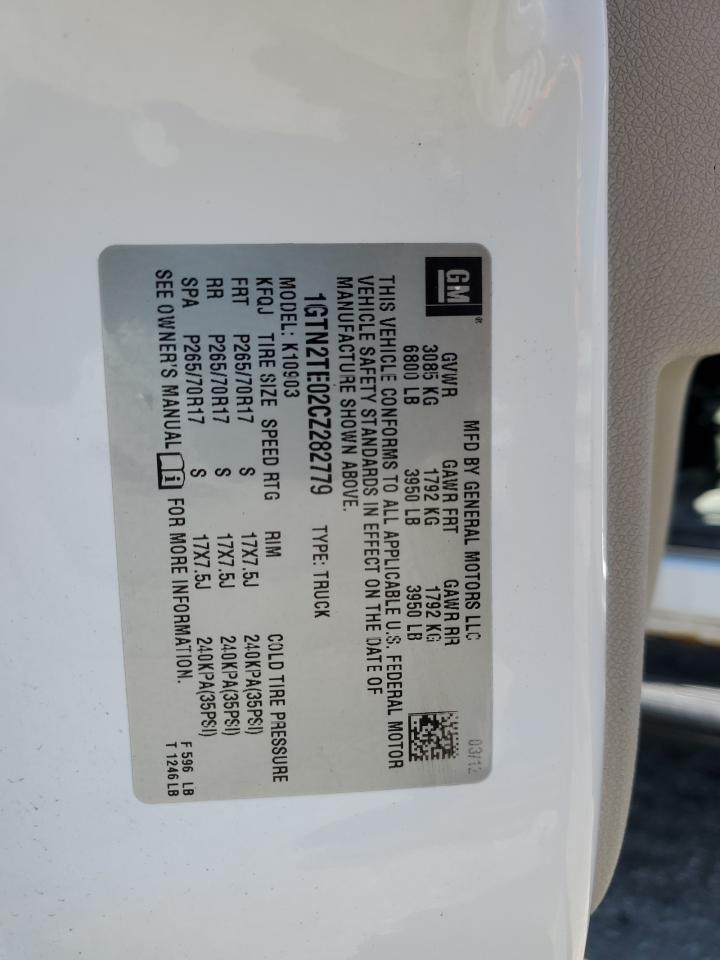 GM
MFD BY GENERAL MOTORS LLC
03/12
GVWR GAWR FRT GAWR RR
3085 KG 1792 KG 1792 KG
6800 LB 3950 LB 3950 LB
THIS VEHICLE CONFORMS TO ALL APPLICABLE U.S. FEDERAL MOTOR
VEHICLE SAFETY STANDARDS IN EFFECT ON THE DATE OF
MANUFACTURE SHOWN ABOVE.
1GTN2TE02CZ282779 TYPE: TRUCK
MODEL: K10903
KFQJ TIRE SIZE SPEED RTG RIM COLD TIRE PRESSURE
FRT P265/70R17 S 17X7.5J 240KPA(35PSI)
RR P265/70R17 S 17X7.5J 240KPA(35PSI)
SPA P265/70R17 S 17X7.5J 240KPA(35PSI)
SEE OWNER'S MANUAL FOR MORE INFORMATION.
F 596 LB
T 1246 LB